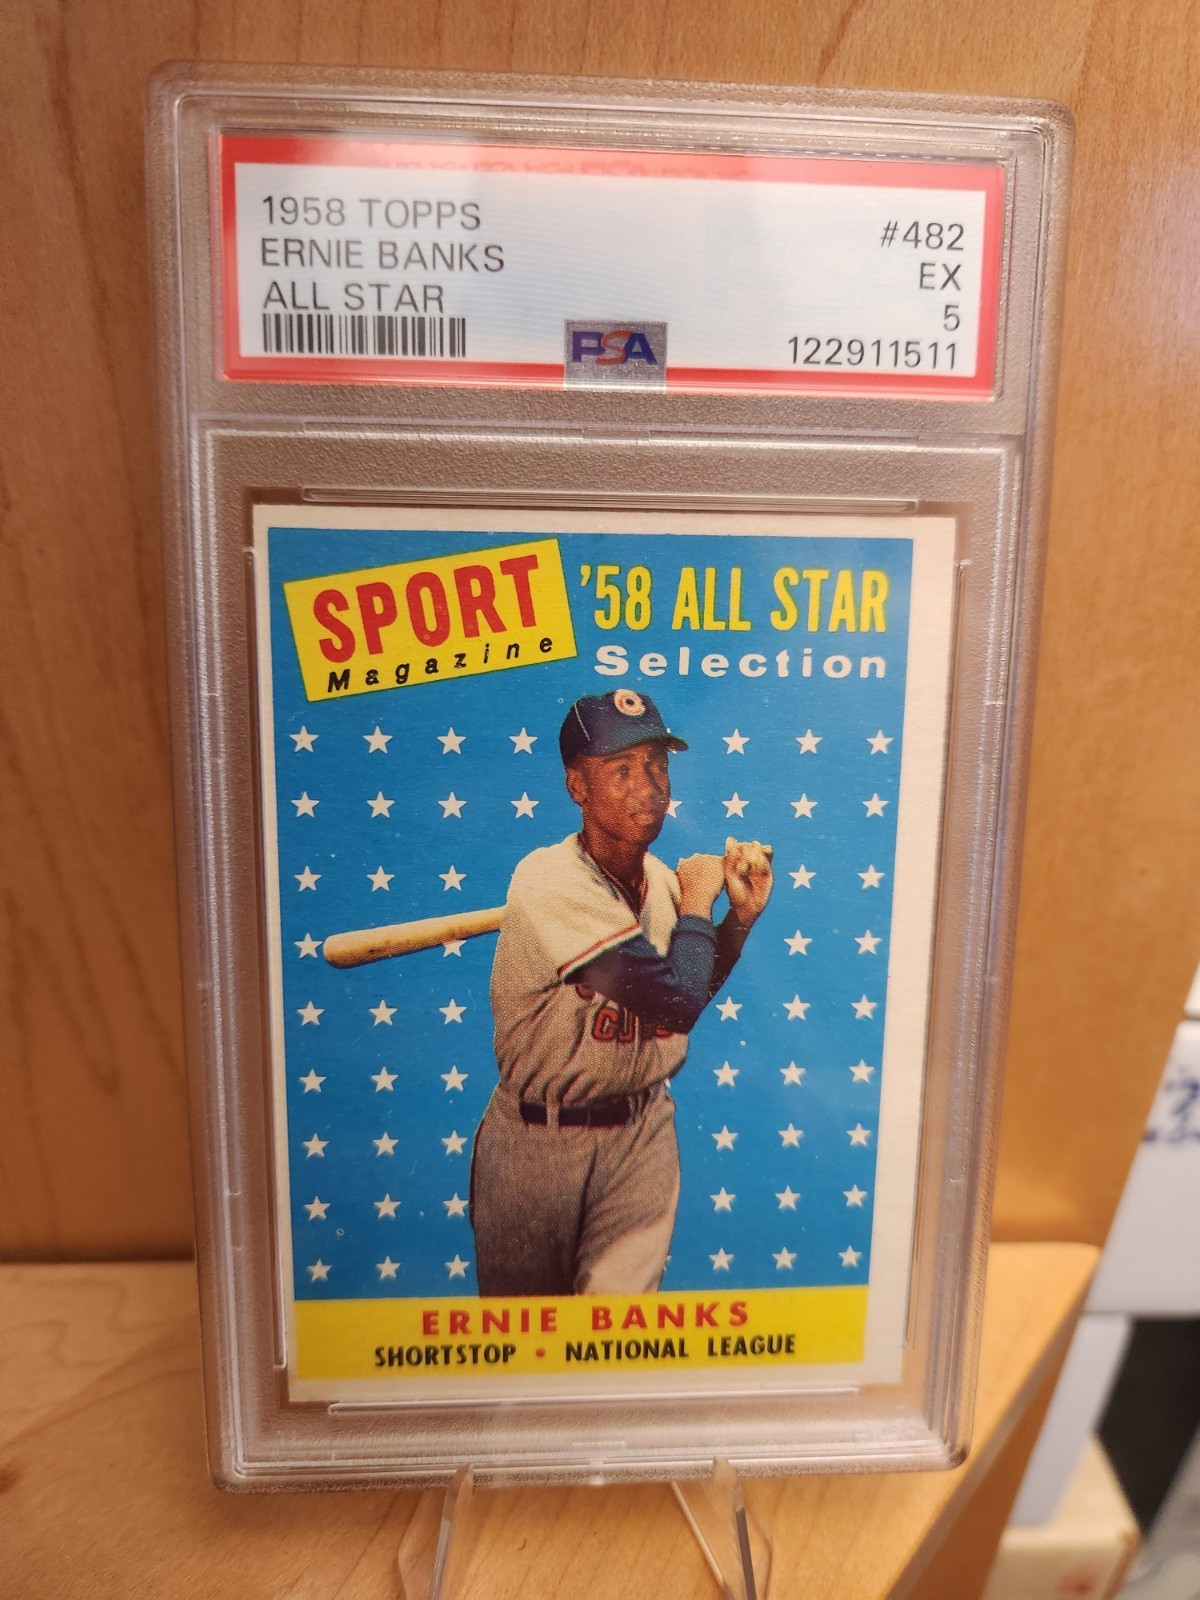 1958 TOPPS
ERNIE BANKS
ALL STAR
#482
EX
5
122911511
PSA
SPORT
Magazine
'58 ALL STAR
Selection
C
CUBS
ERNIE BANKS
SHORTSTOP • NATIONAL LEAGUE